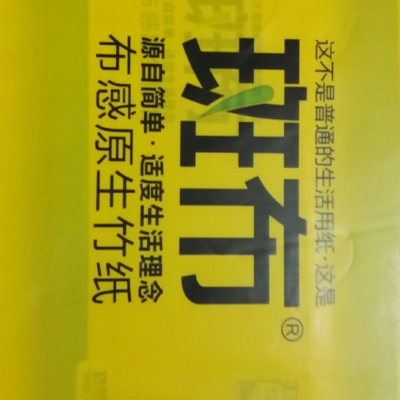 这不是普通的生活用纸·这是
斑布®
源自简单·适度生活理念
布感原生竹纸